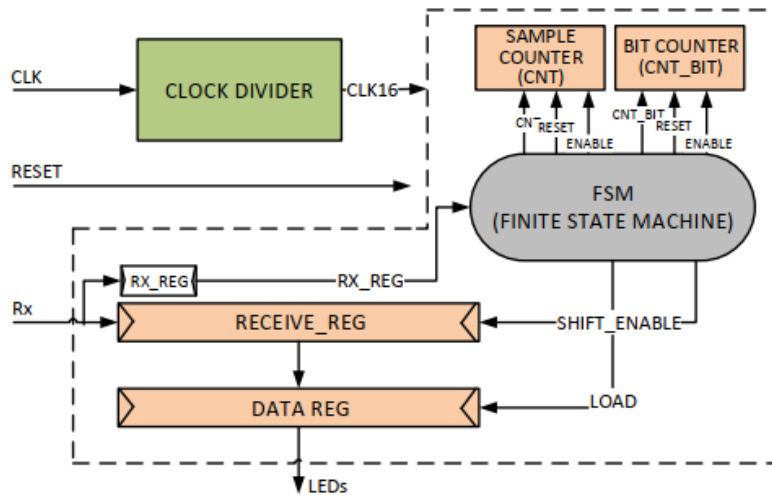 SAMPLE
COUNTER
(CNT)
BIT COUNTER
(CNT_BIT)
CLK
CLOCK DIVIDER
CLK16
CNT
RESET
ENABLE
CNT_BIT
RESET
ENABLE
RESET
FSM
(FINITE STATE MACHINE)
RX_REG
RX_REG
Rx
RECEIVE_REG
SHIFT_ENABLE
DATA REG
LOAD
LEDs